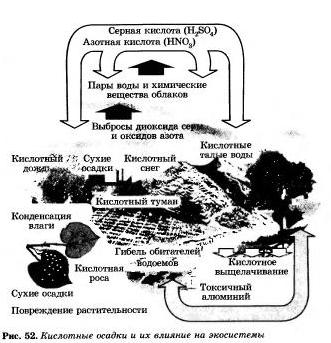 Серная кислота (H₂SO₄)
Азотная кислота (HNO₃)
Пары воды и химические
вещества облаков
Выбросы диоксида серы
и оксидов азота
Кислотные
талые воды
Кислотный
дождь
Сухие
осадки
Кислотный
снег
Кислотный туман
Конденсация
влаги
Гибель обитателей
водоемов
Кислотное
выщелачивание
Кислотная
роса
Токсичный
алюминий
Сухие осадки
Повреждение растительности
Рис. 52. Кислотные осадки и их влияние на экосистемы